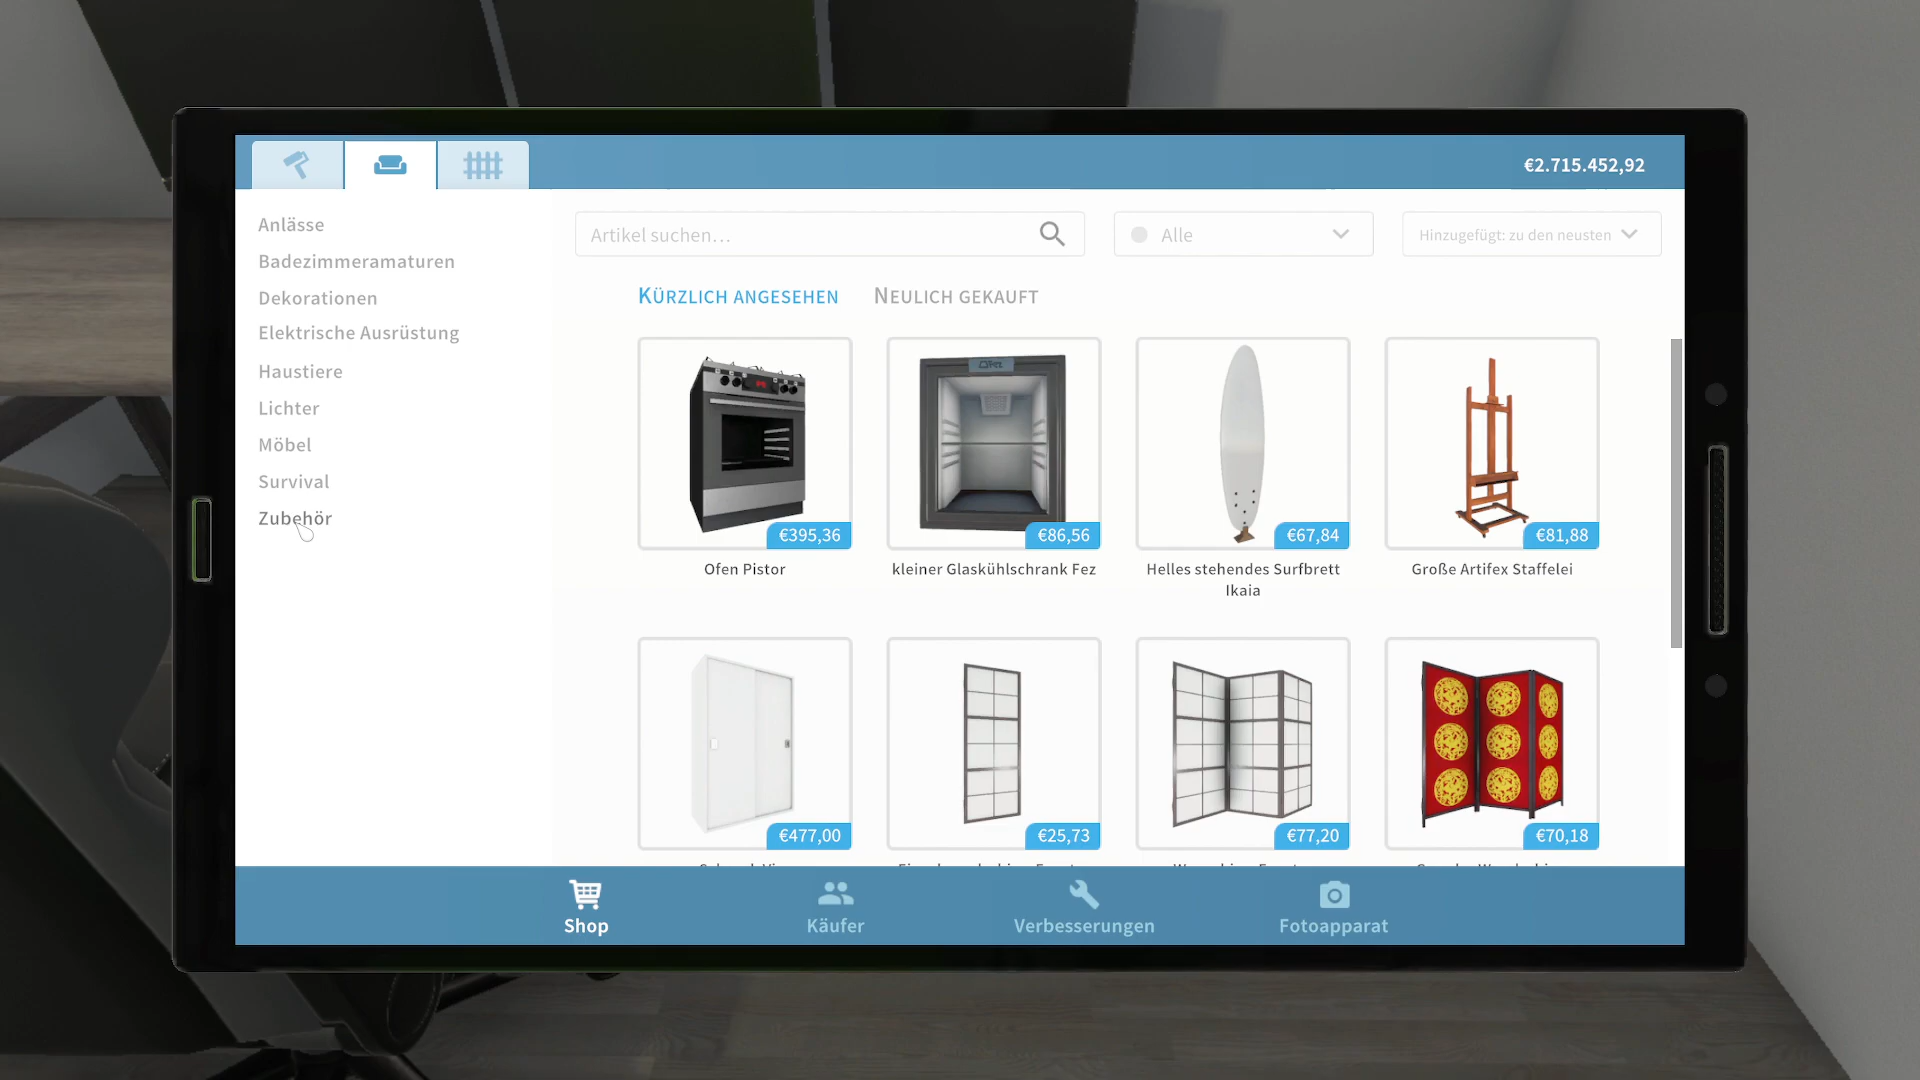 €2.715.452,92
Anlässe
Badezimmeramaturen
Dekorationen
Elektrische Ausrüstung
Haustiere
Lichter
Möbel
Survival
Zubehör
Artikel suchen...
Alle
Hinzugefügt: zu den neusten
KÜRZLICH ANGESEHEN
NEULICH GEKAUFT
€395,36
€86,56
€67,84
€81,88
Ofen Pistor
kleiner Glaskühlschrank Fez
Helles stehendes Surfbrett
Ikaia
Große Artifex Staffelei
€477,00
€25,73
€77,20
€70,18
Shop
Käufer
Verbesserungen
Fotoapparat